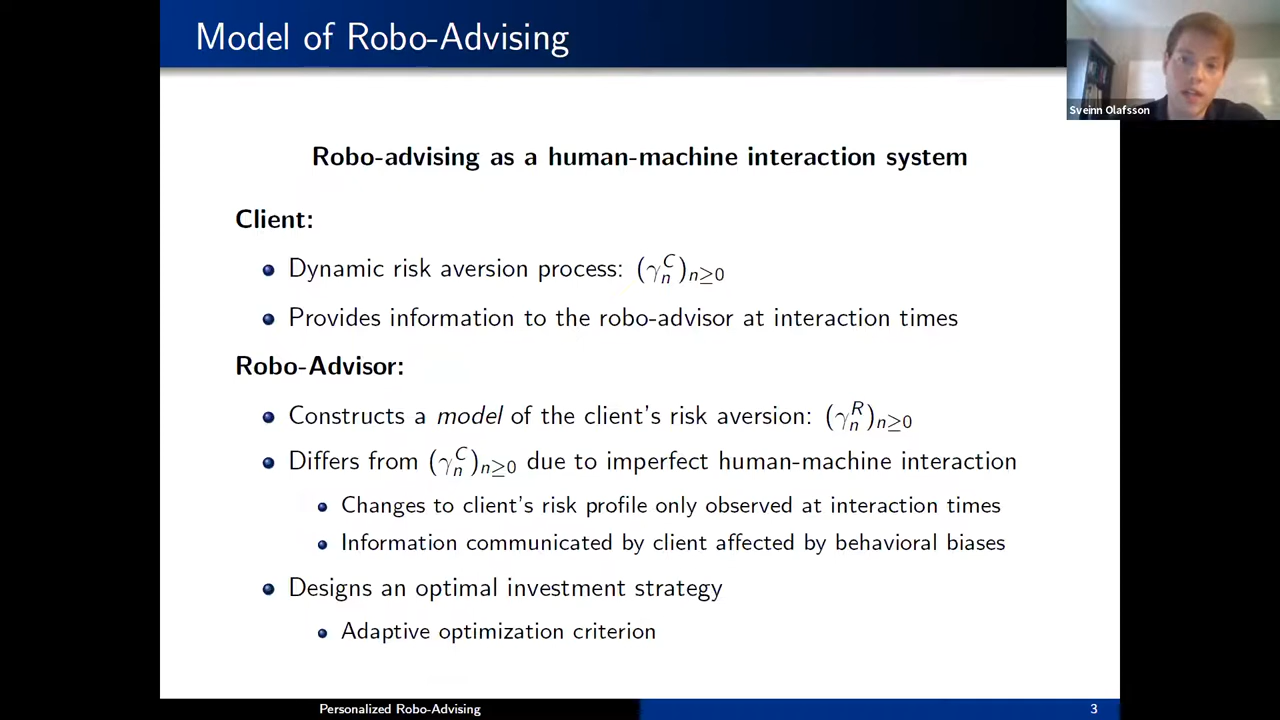 Model of Robo-Advising
Sveinn Olafsson
Robo-advising as a human-machine interaction system
Client:
Dynamic risk aversion process: (γₙᶜ)ₙ≥₀
Provides information to the robo-advisor at interaction times
Robo-Advisor:
Constructs a model of the client's risk aversion: (γₙᴿ)ₙ≥₀
Differs from (γₙᶜ)ₙ≥₀ due to imperfect human-machine interaction
Changes to client's risk profile only observed at interaction times
Information communicated by client affected by behavioral biases
Designs an optimal investment strategy
Adaptive optimization criterion
Personalized Robo-Advising
3